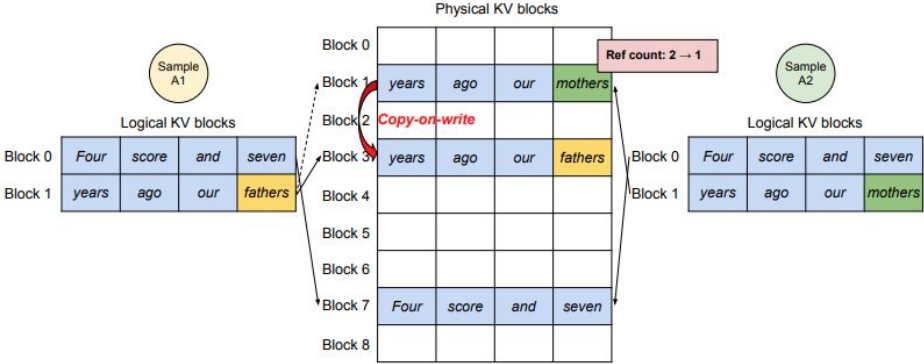 Physical KV blocks
Block 0
Ref count: 2 → 1
Sample A1
Sample A2
Block 1 years ago our mothers
Logical KV blocks
Block 2 Copy-on-write
Logical KV blocks
Block 0 Four score and seven
Block 1 years ago our fathers
Block 3 years ago our fathers
Block 0 Four score and seven
Block 1 years ago our mothers
Block 4
Block 5
Block 6
Block 7 Four score and seven
Block 8